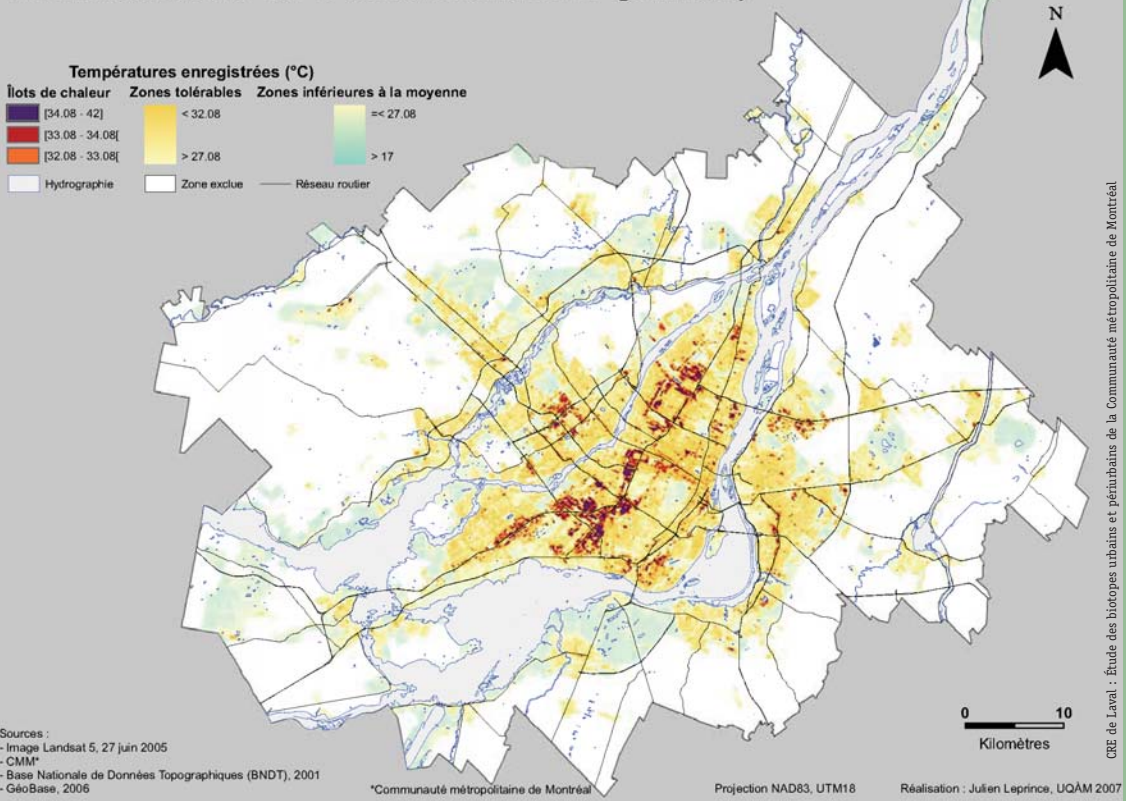 N
Températures enregistrées (°C)
Îlots de chaleur Zones tolérables Zones inférieures à la moyenne
[34.08 - 42] < 32.08 =< 27.08
[33.08 - 34.08[
[32.08 - 33.08[ > 27.08 > 17
Hydrographie Zone exclue Réseau routier
CRE de Laval : Étude des biotopes urbains et périurbains de la Communauté métropolitaine de Montréal
0 10
Kilomètres
Sources :
- Image Landsat 5, 27 juin 2005
- CMM*
- Base Nationale de Données Topographiques (BNDT), 2001
- GéoBase, 2006
*Communauté métropolitaine de Montréal
Projection NAD83, UTM18
Réalisation : Julien Leprince, UQÀM 2007